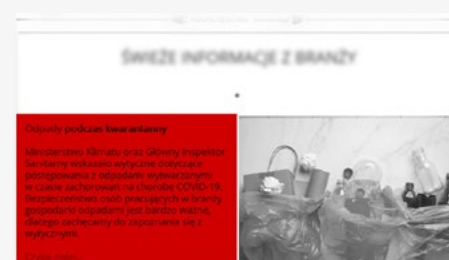 ŚWIEŻE INFORMACJE Z BRANŻY
Odpady podczas kwarantanny
Ministerstwo Klimatu oraz Główny Inspektor
Sanitarny wskazało wytyczne dotyczące
postępowania z odpadami wytwarzanymi
w czasie zachorowań na chorobę COVID-19.
Bezpieczeństwo osób pracujących w branży
gospodarki odpadami jest bardzo ważne,
dlatego zachęcamy do zapoznania się z
wytycznymi.